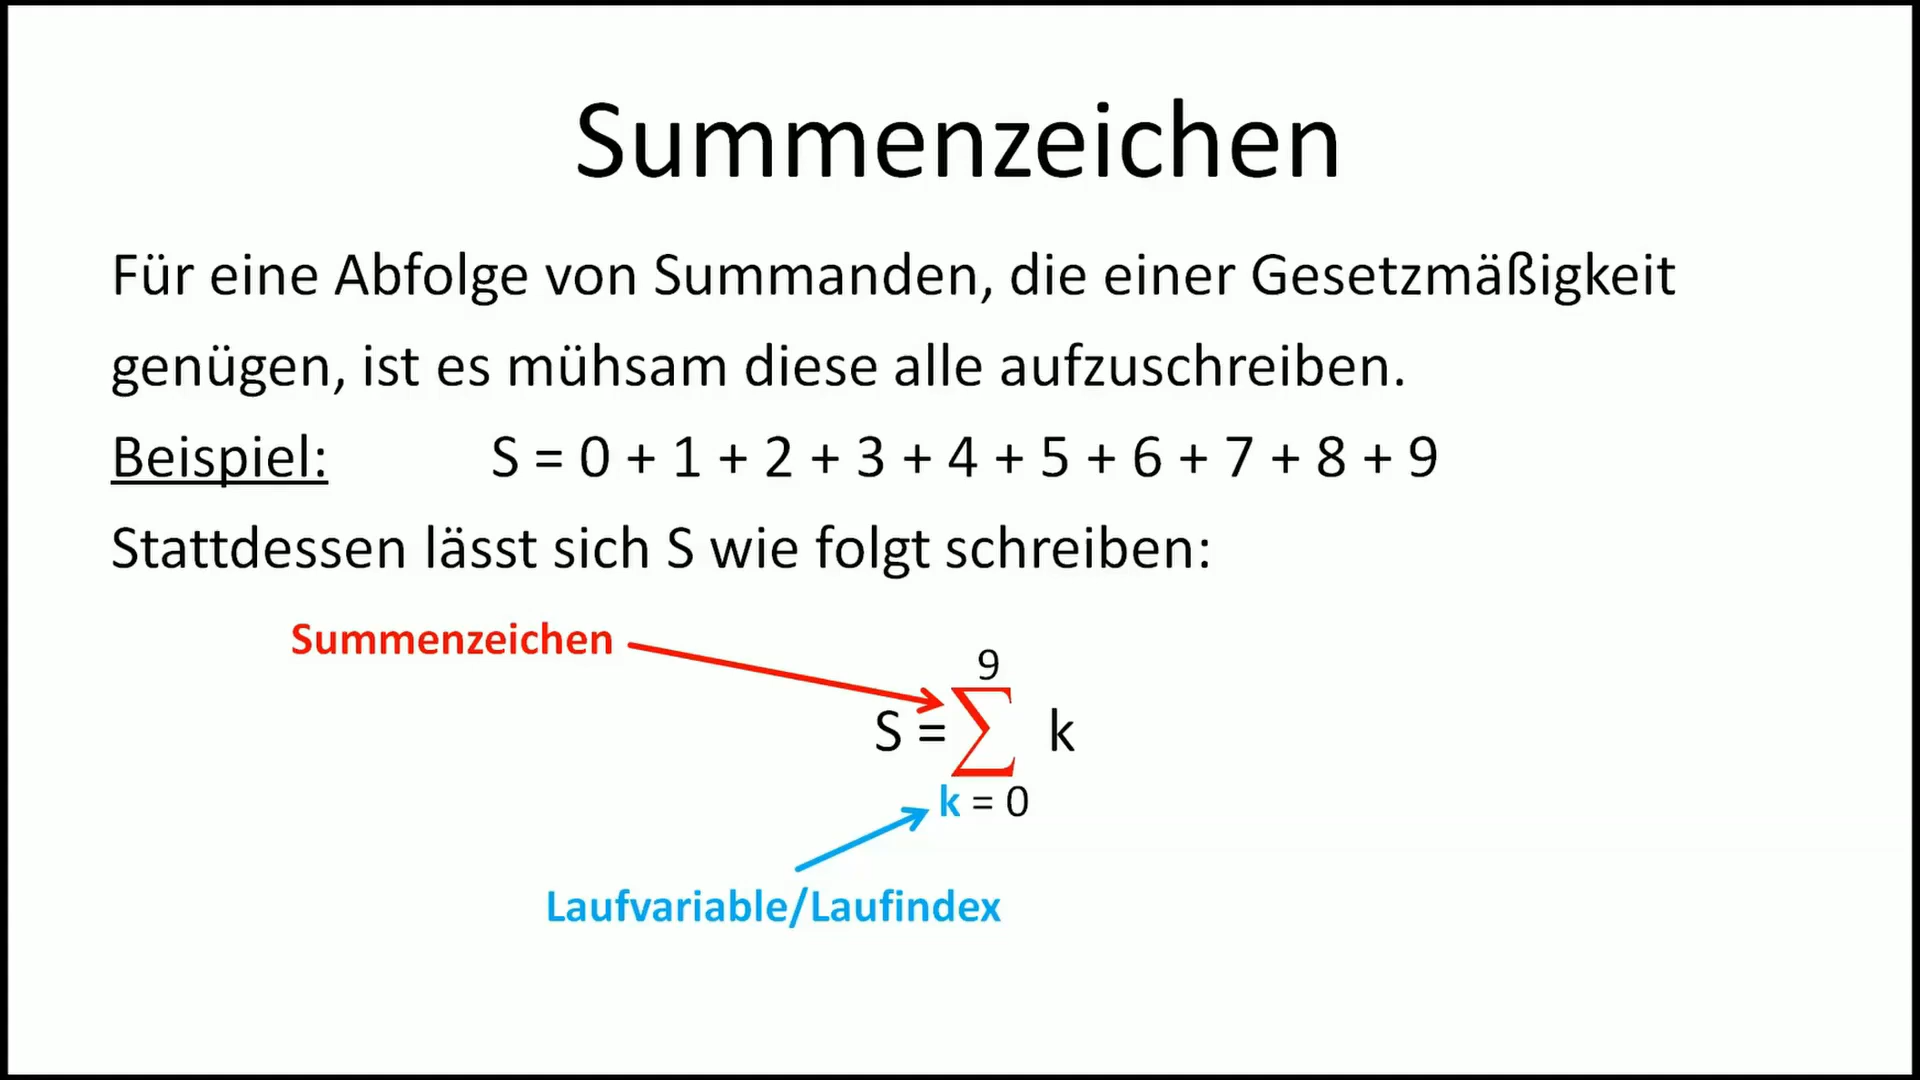 Summenzeichen
Für eine Abfolge von Summanden, die einer Gesetzmäßigkeit
genügen, ist es mühsam diese alle aufzuschreiben.
Beispiel: S = 0 + 1 + 2 + 3 + 4 + 5 + 6 + 7 + 8 + 9
Stattdessen lässt sich S wie folgt schreiben:
Summenzeichen
9
S = ∑ k
k = 0
Laufvariable/Laufindex